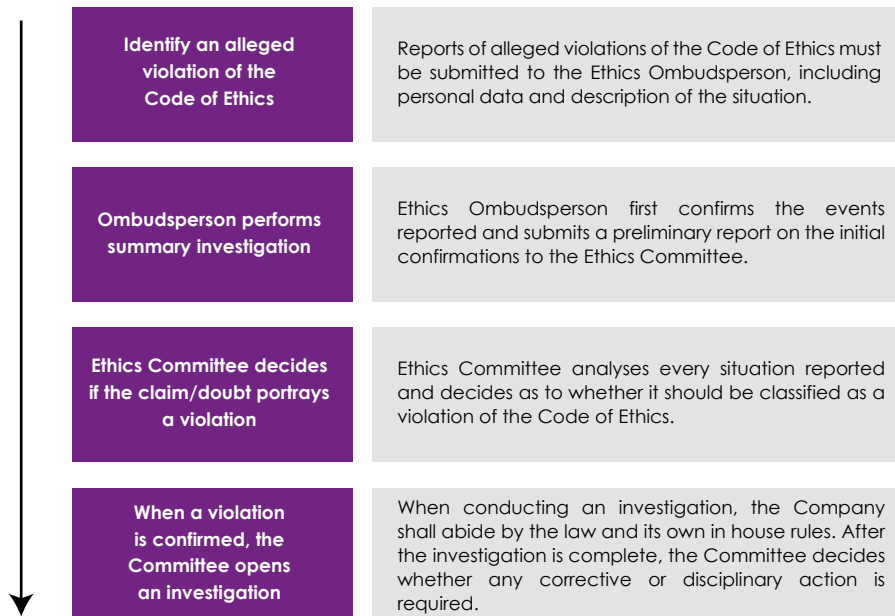 Identify an alleged
violation of the
Code of Ethics
Reports of alleged violations of the Code of Ethics must
be submitted to the Ethics Ombudsperson, including
personal data and description of the situation.
Ombudsperson performs
summary investigation
Ethics Ombudsperson first confirms the events
reported and submits a preliminary report on the initial
confirmations to the Ethics Committee.
Ethics Committee decides
if the claim/doubt portrays
a violation
Ethics Committee analyses every situation reported
and decides as to whether it should be classified as a
violation of the Code of Ethics.
When a violation
is confirmed, the
Committee opens
an investigation
When conducting an investigation, the Company
shall abide by the law and its own in house rules. After
the investigation is complete, the Committee decides
whether any corrective or disciplinary action is
required.